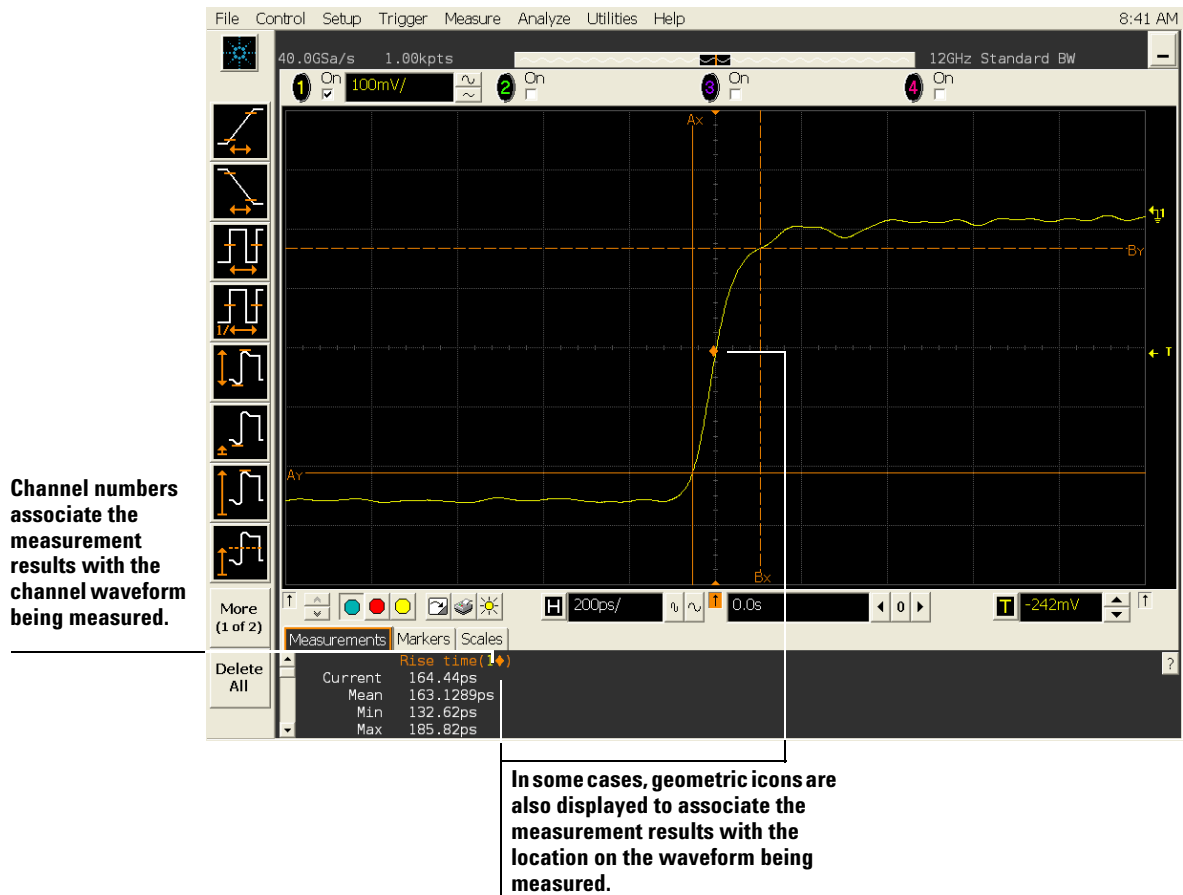 File Control Setup Trigger Measure Analyze Utilities Help 8:41 AM
40.0GSa/s 1.00kpts 12GHz Standard BW
1 On 100mV/ 2 On 3 On 4 On
Ax
1
By
T
Ay
Bx
1/
Channel numbers
associate the
measurement
results with the
channel waveform
being measured.
More
(1 of 2)
H 200ps/ 0.0s 0 T -242mV
Measurements Markers Scales
Delete
All
Rise time(1♦) ?
Current 164.44ps
Mean 163.1289ps
Min 132.62ps
Max 185.82ps
In some cases, geometric icons are
also displayed to associate the
measurement results with the
location on the waveform being
measured.